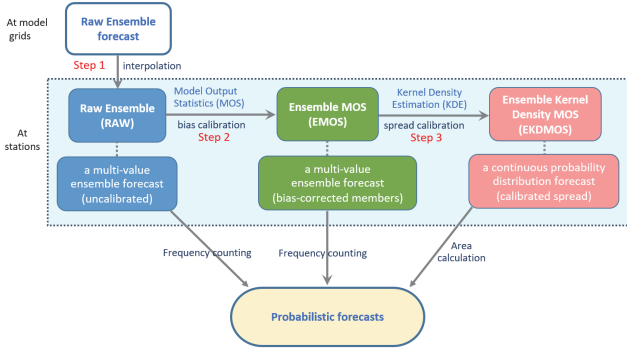 At model
grids
Raw Ensemble
forecast
Step 1
interpolation
At
stations
Raw Ensemble
(RAW)
Model Output
Statistics (MOS)
bias calibration
Step 2
Ensemble MOS
(EMOS)
Kernel Density
Estimation (KDE)
spread calibration
Step 3
Ensemble Kernel
Density MOS
(EKDMOS)
a multi-value
ensemble forecast
(uncalibrated)
a multi-value
ensemble forecast
(bias-corrected members)
a continuous probability
distribution forecast
(calibrated spread)
Frequency counting
Frequency counting
Area
calculation
Probabilistic forecasts